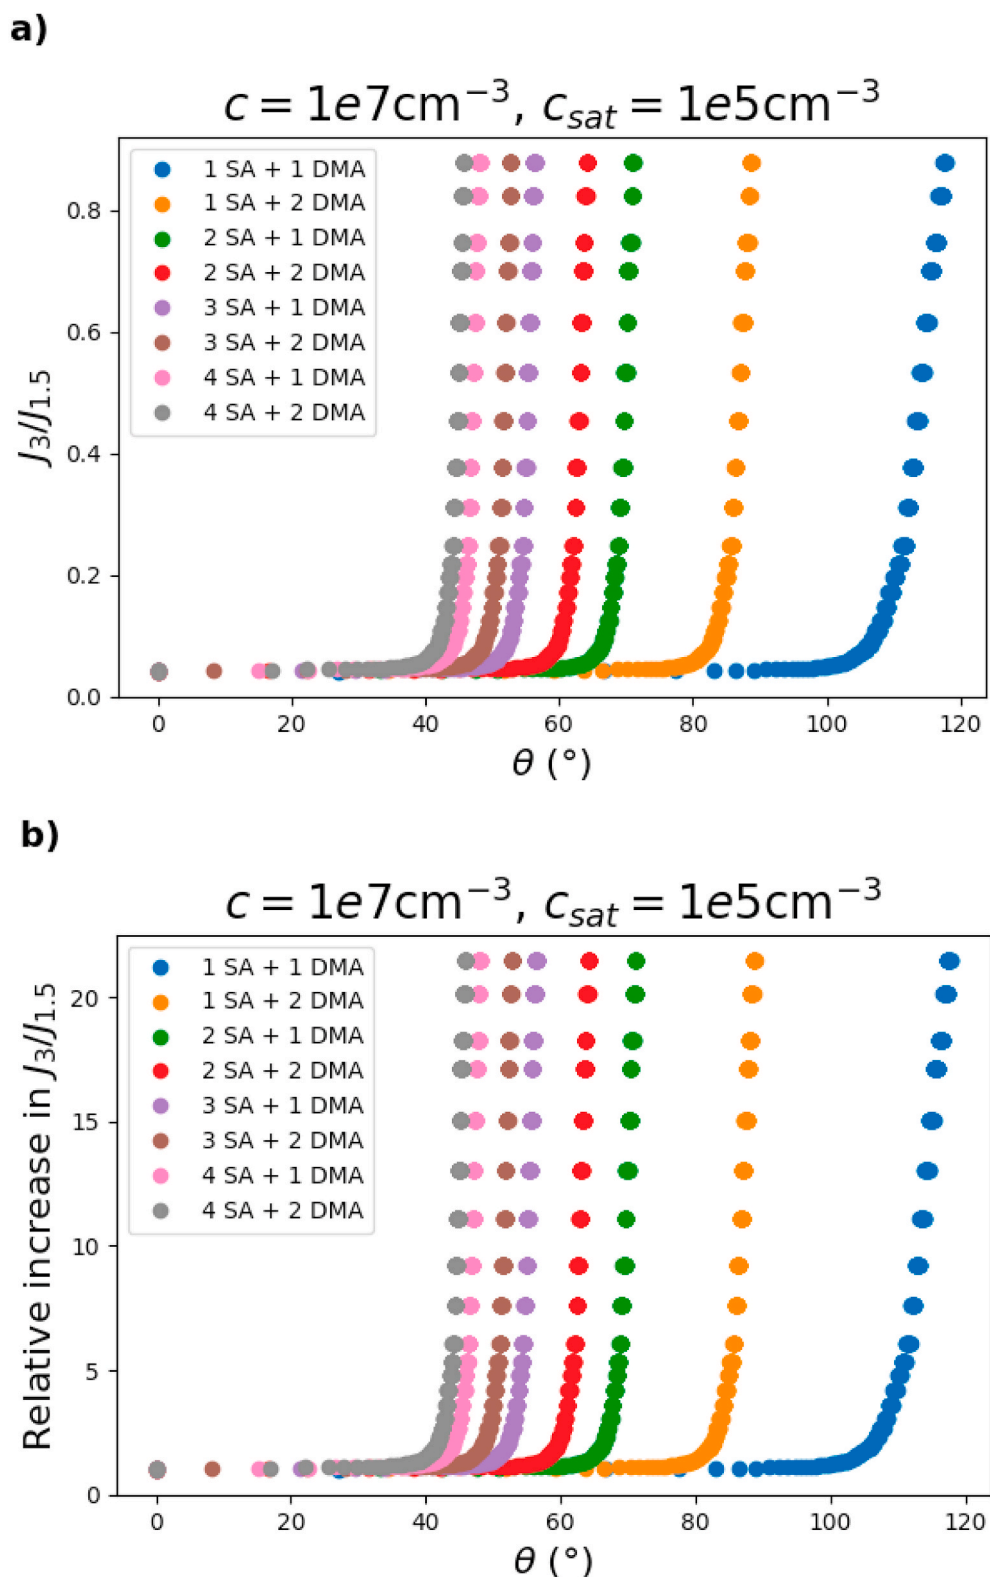 a)
c = 1e7cm⁻³, c_sat = 1e5cm⁻³
1 SA + 1 DMA
1 SA + 2 DMA
2 SA + 1 DMA
2 SA + 2 DMA
3 SA + 1 DMA
3 SA + 2 DMA
4 SA + 1 DMA
4 SA + 2 DMA
J₃/J₁.₅
0.8
0.6
0.4
0.2
0.0
0 20 40 60 80 100 120
θ (°)
b)
c = 1e7cm⁻³, c_sat = 1e5cm⁻³
1 SA + 1 DMA
1 SA + 2 DMA
2 SA + 1 DMA
2 SA + 2 DMA
3 SA + 1 DMA
3 SA + 2 DMA
4 SA + 1 DMA
4 SA + 2 DMA
Relative increase in J₃/J₁.₅
20
15
10
5
0
0 20 40 60 80 100 120
θ (°)